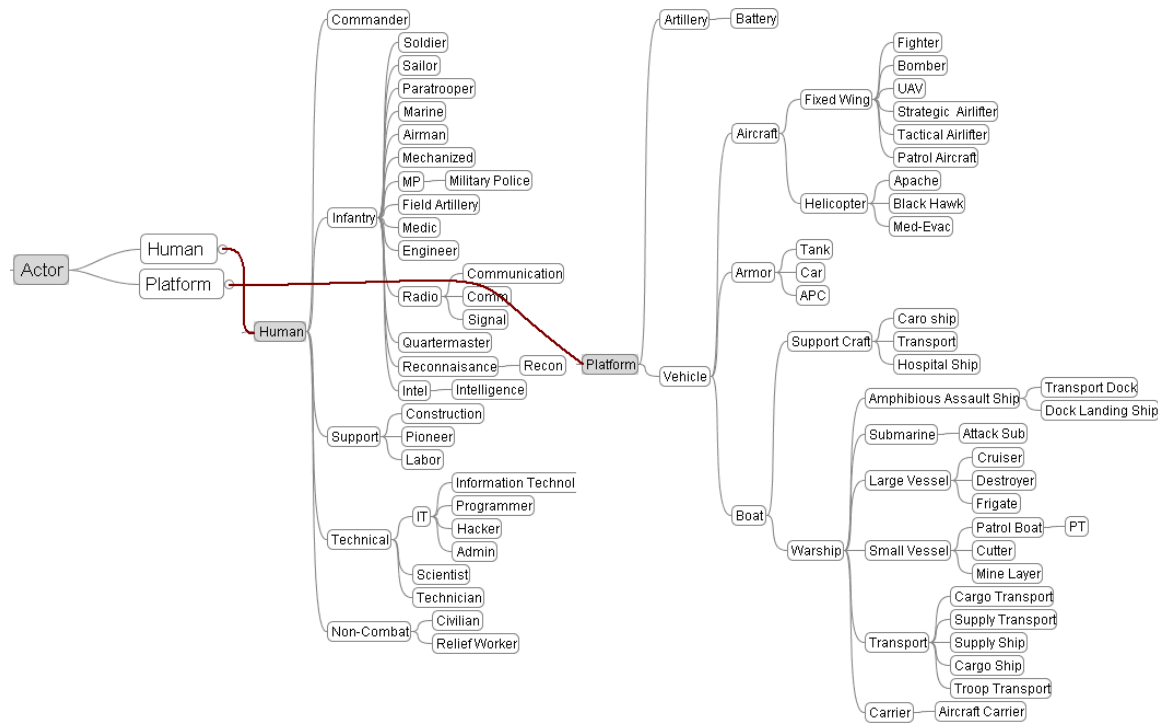 Actor
Human
Platform
Human
Commander
Infantry
Soldier
Sailor
Paratrooper
Marine
Airman
Mechanized
MP
Military Police
Field Artillery
Medic
Engineer
Radio
Communication
Comm
Signal
Quartermaster
Reconnaisance
Recon
Intel
Intelligence
Support
Construction
Pioneer
Labor
Technical
IT
Information Technol
Programmer
Hacker
Admin
Scientist
Technician
Non-Combat
Civilian
Relief Worker
Platform
Artillery
Battery
Vehicle
Aircraft
Fixed Wing
Fighter
Bomber
UAV
Strategic Airlifter
Tactical Airlifter
Patrol Aircraft
Helicopter
Apache
Black Hawk
Med-Evac
Armor
Tank
Car
APC
Boat
Support Craft
Caro ship
Transport
Hospital Ship
Warship
Amphibious Assault Ship
Transport Dock
Dock Landing Ship
Submarine
Attack Sub
Large Vessel
Cruiser
Destroyer
Frigate
Small Vessel
Patrol Boat
PT
Cutter
Mine Layer
Transport
Cargo Transport
Supply Transport
Supply Ship
Cargo Ship
Troop Transport
Carrier
Aircraft Carrier